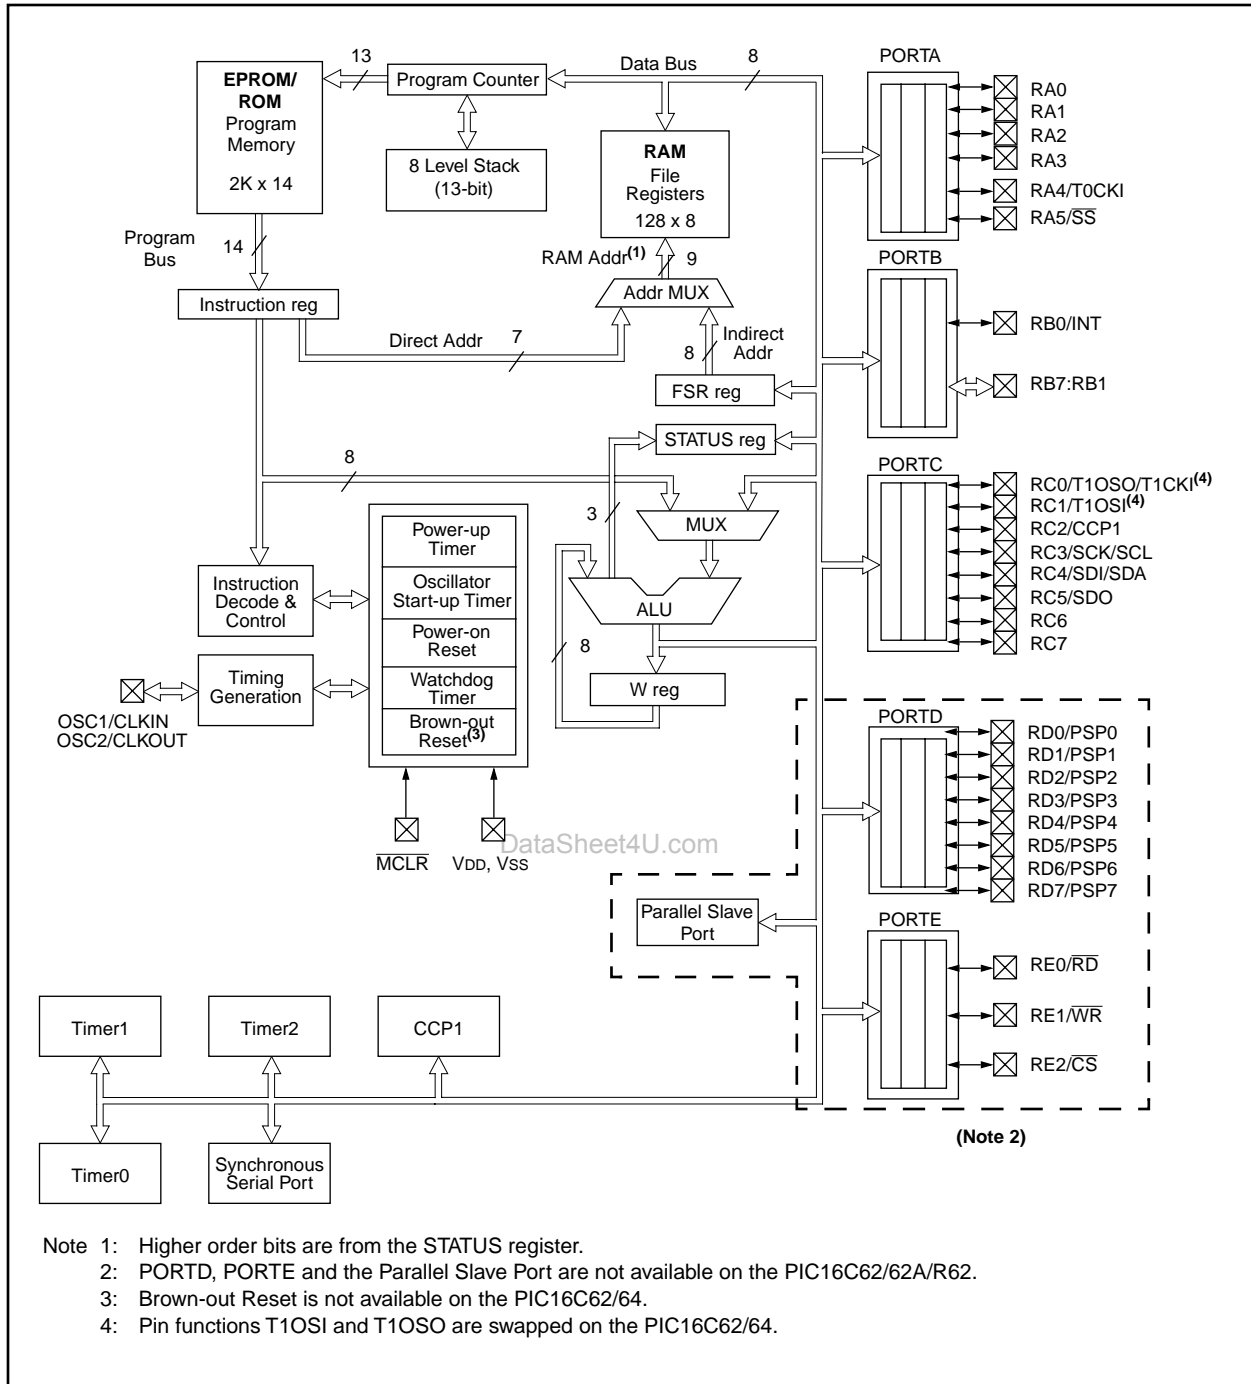 13
Data Bus
8
PORTA
EPROM/
ROM
Program
Memory
2K x 14
Program Counter
8 Level Stack
(13-bit)
RAM
File
Registers
128 x 8
RA0
RA1
RA2
RA3
RA4/T0CKI
RA5/S̅S̅
Program
Bus
14
RAM Addr(1)
9
PORTB
Instruction reg
Addr MUX
RB0/INT
Direct Addr
7
8
Indirect
Addr
RB7:RB1
FSR reg
STATUS reg
8
3
PORTC
RC0/T1OSO/T1CKI(4)
RC1/T1OSI(4)
RC2/CCP1
RC3/SCK/SCL
RC4/SDI/SDA
RC5/SDO
RC6
RC7
MUX
Power-up
Timer
Oscillator
Start-up Timer
Power-on
Reset
Watchdog
Timer
Brown-out
Reset(3)
Instruction
Decode &
Control
ALU
8
W reg
Timing
Generation
OSC1/CLKIN
OSC2/CLKOUT
M̅C̅L̅R̅
VDD, VSS
DataSheet4U.com
PORTD
RD0/PSP0
RD1/PSP1
RD2/PSP2
RD3/PSP3
RD4/PSP4
RD5/PSP5
RD6/PSP6
RD7/PSP7
Parallel Slave
Port
PORTE
RE0/R̅D̅
RE1/W̅R̅
RE2/C̅S̅
(Note 2)
Timer1
Timer2
CCP1
Timer0
Synchronous
Serial Port
Note 1: Higher order bits are from the STATUS register.
2: PORTD, PORTE and the Parallel Slave Port are not available on the PIC16C62/62A/R62.
3: Brown-out Reset is not available on the PIC16C62/64.
4: Pin functions T1OSI and T1OSO are swapped on the PIC16C62/64.